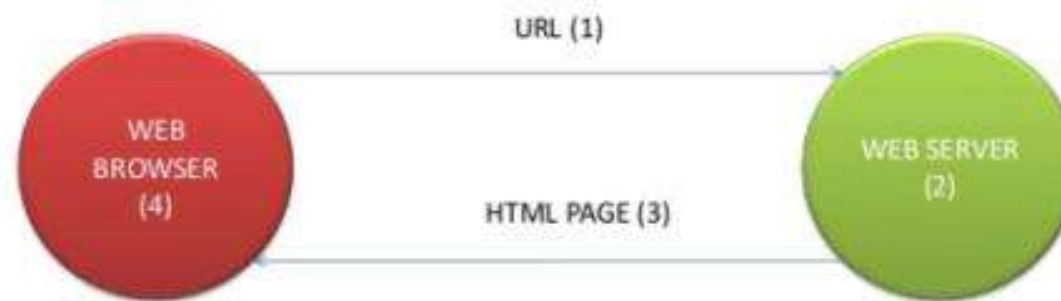 URL (1)
WEB
BROWSER
(4)
WEB SERVER
(2)
HTML PAGE (3)